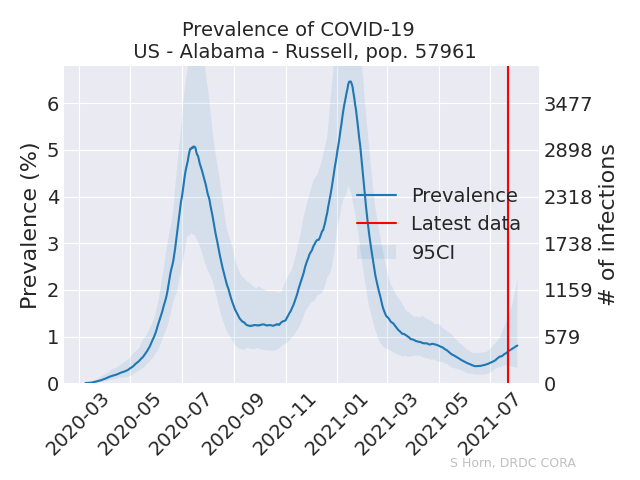 Prevalence of COVID-19
US - Alabama - Russell, pop. 57961
Prevalence (%)
6
5
4
3
2
1
0
3477
2898
2318
1738
1159
579
0
# of infections
Prevalence
Latest data
95CI
2020-03
2020-05
2020-07
2020-09
2020-11
2021-01
2021-03
2021-05
2021-07
S Horn, DRDC CORA